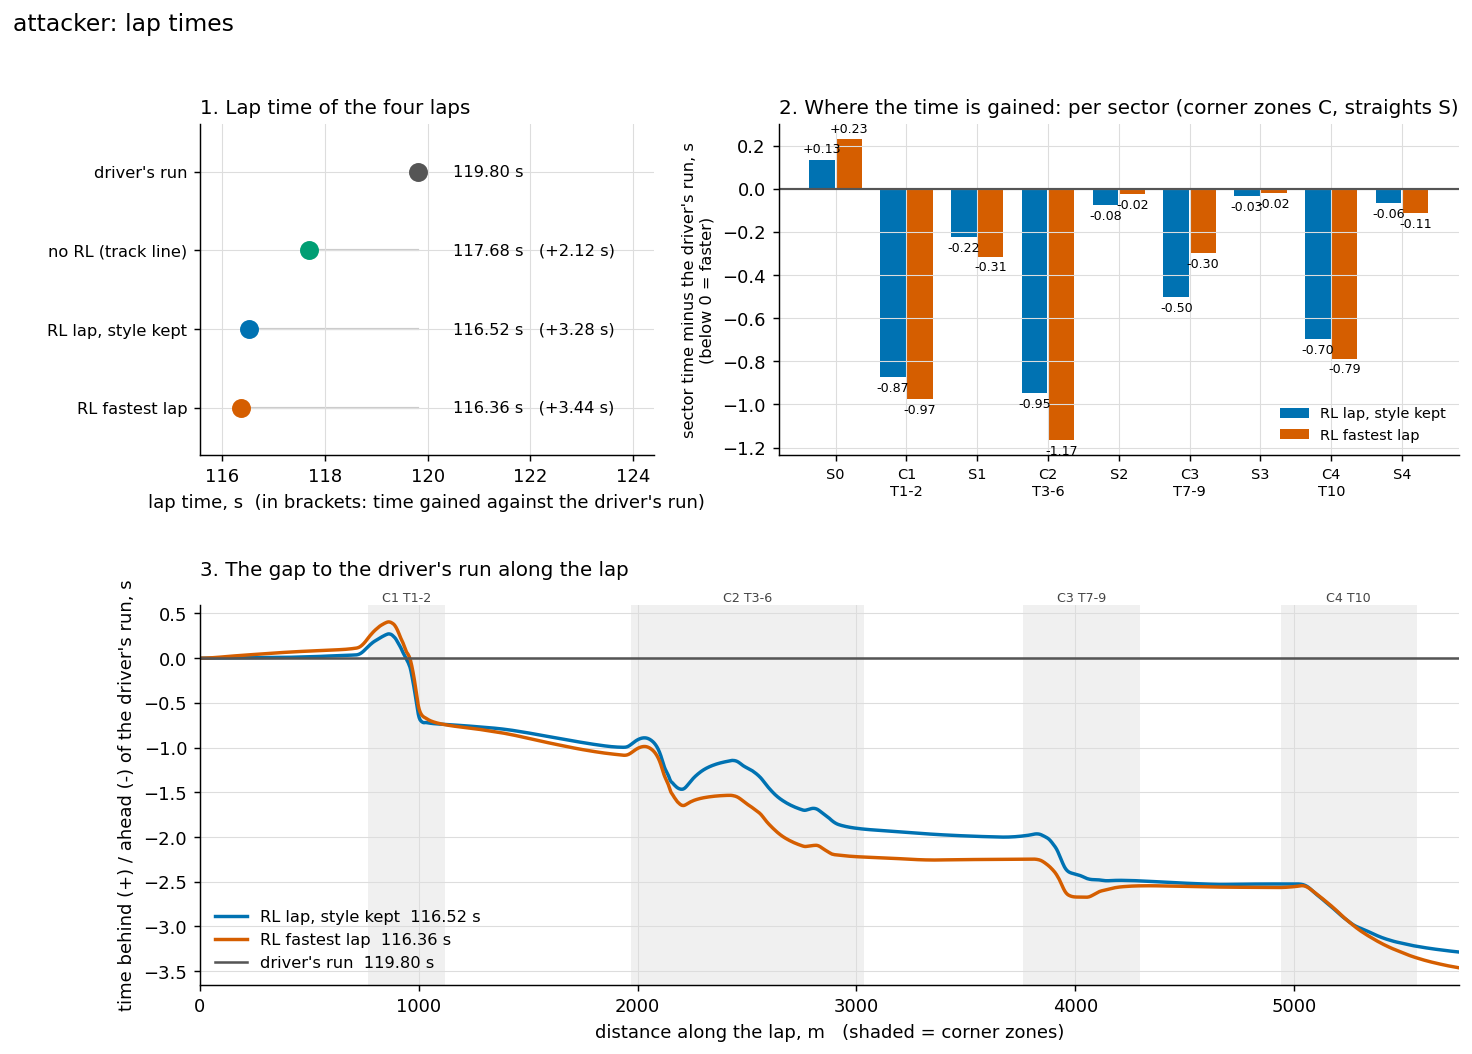 attacker: lap times
1. Lap time of the four laps
driver's run
119.80 s
no RL (track line)
117.68 s   (+2.12 s)
RL lap, style kept
116.52 s   (+3.28 s)
RL fastest lap
116.36 s   (+3.44 s)
116 118 120 122 124
lap time, s  (in brackets: time gained against the driver's run)
2. Where the time is gained: per sector (corner zones C, straights S)
sector time minus the driver's run, s
(below 0 = faster)
0.2
0.0
−0.2
−0.4
−0.6
−0.8
−1.0
−1.2
+0.13 +0.23
-0.87 -0.97
-0.22 -0.31
-0.95 -1.17
-0.08 -0.02
-0.50 -0.30
-0.03 -0.02
-0.70 -0.79
-0.06 -0.11
RL lap, style kept
RL fastest lap
S0 C1 S1 C2 S2 C3 S3 C4 S4
T1-2 T3-6 T7-9 T10
3. The gap to the driver's run along the lap
time behind (+) / ahead (-) of the driver's run, s
C1 T1-2 C2 T3-6 C3 T7-9 C4 T10
0.5
0.0
−0.5
−1.0
−1.5
−2.0
−2.5
−3.0
−3.5
RL lap, style kept  116.52 s
RL fastest lap  116.36 s
driver's run  119.80 s
0 1000 2000 3000 4000 5000
distance along the lap, m   (shaded = corner zones)